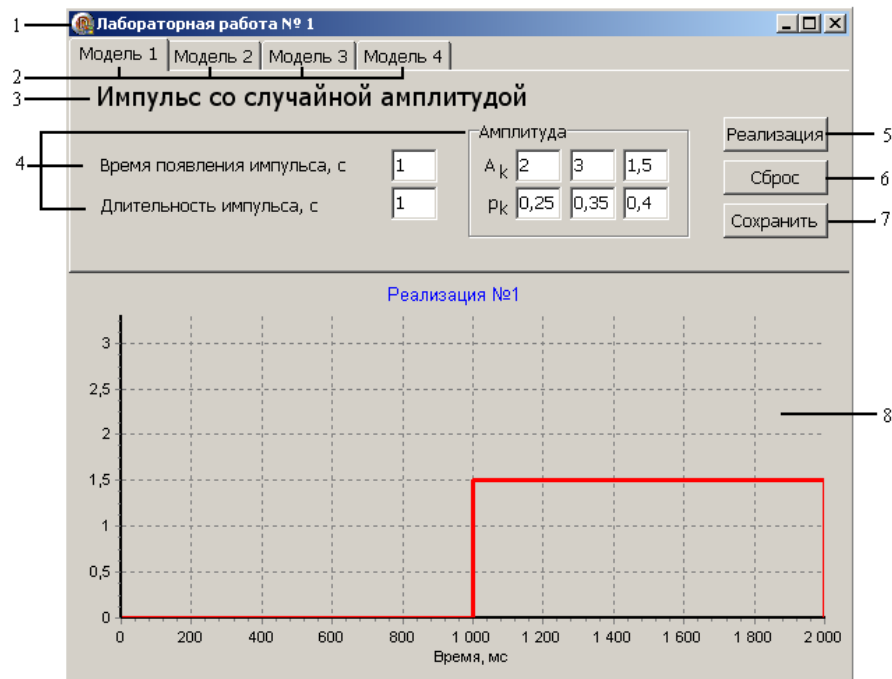 1
Лабораторная работа № 1
Модель 1 Модель 2 Модель 3 Модель 4
2
3
Импульс со случайной амплитудой
4
Время появления импульса, с 1
Длительность импульса, с 1
Амплитуда
Ak 2 3 1,5
pk 0,25 0,35 0,4
Реализация 5
Сброс 6
Сохранить 7
Реализация №1
3
2,5
2
1,5
1
0,5
0
8
0 200 400 600 800 1 000 1 200 1 400 1 600 1 800 2 000
Время, мс